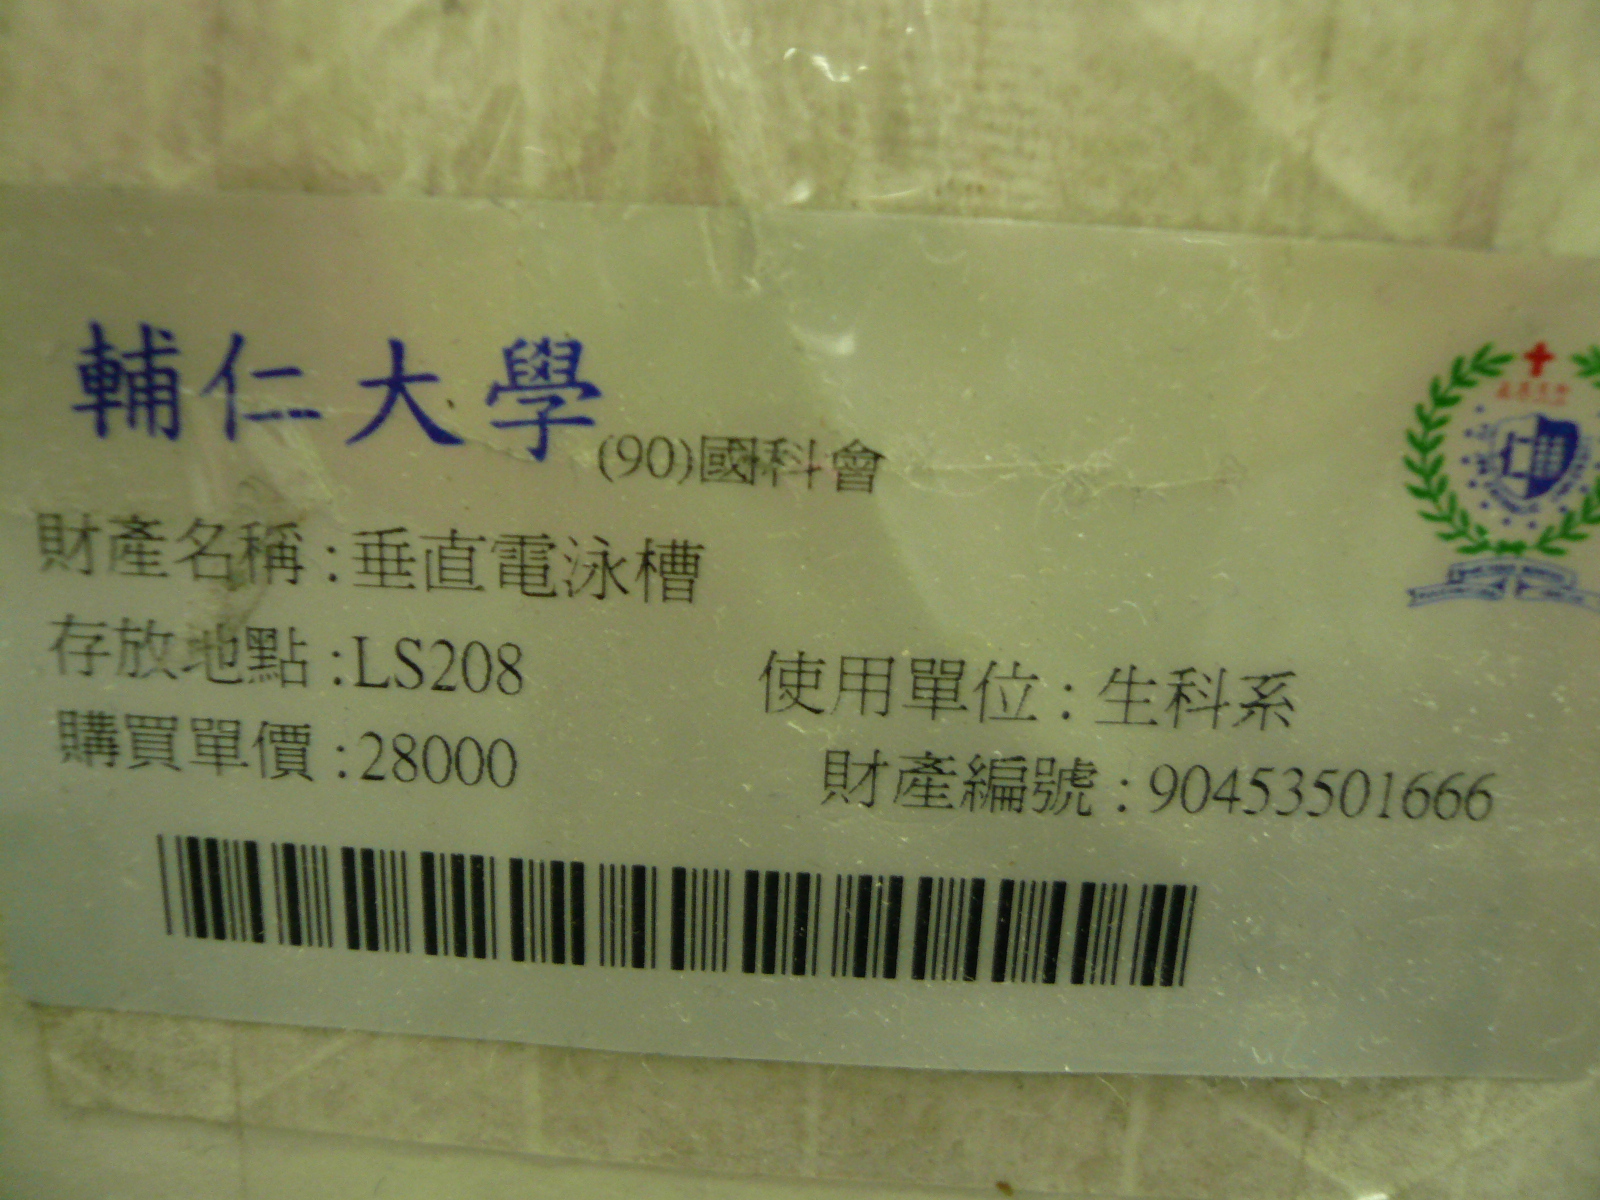 輔仁大學
(90)國科會
財產名稱:垂直電泳槽
存放地點:LS208
使用單位:生科系
購買單價:28000
財產編號:90453501666